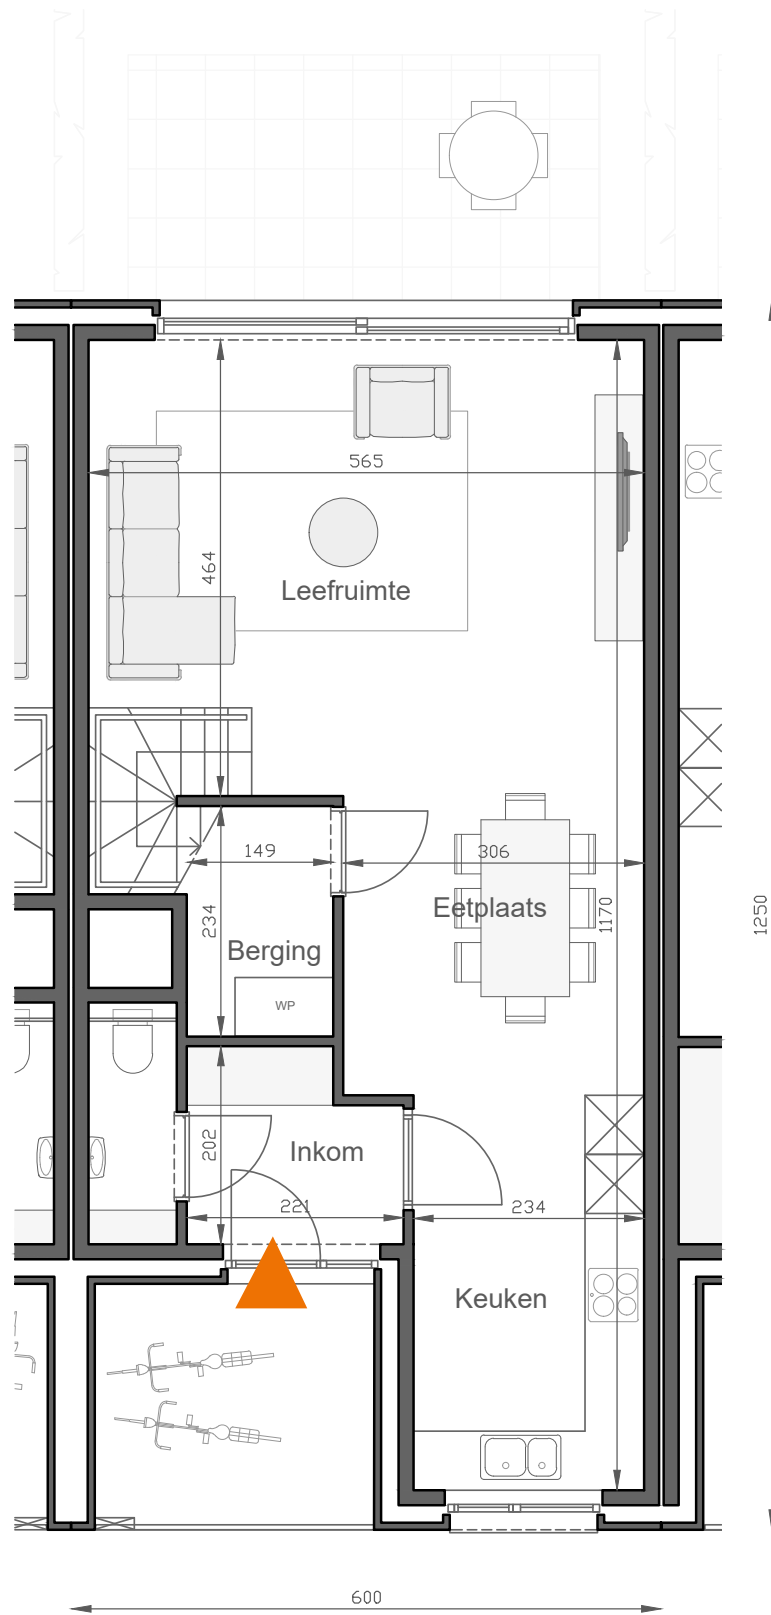 565
464
Leefruimte
149
306
234
Eetplaats
1170
1250
Berging
WP
202
Inkom
221
234
Keuken
600